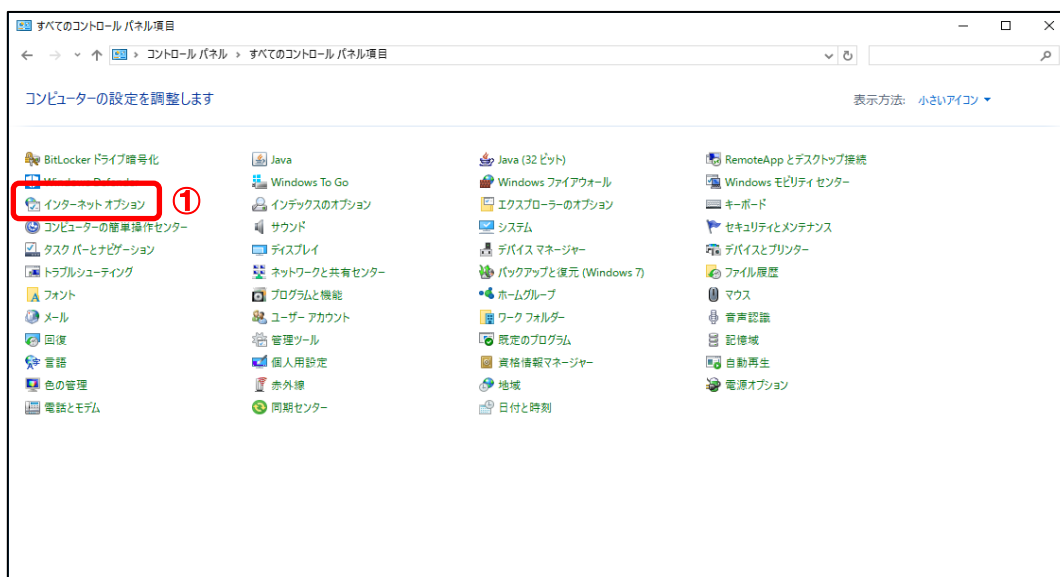 すべてのコントロール パネル項目
コントロール パネル › すべてのコントロール パネル項目
コンピューターの設定を調整します
表示方法: 小さいアイコン
BitLocker ドライブ暗号化 Java Java (32 ビット) RemoteApp とデスクトップ接続
Windows Defender Windows To Go Windows ファイアウォール Windows モビリティ センター
インターネット オプション ① インデックスのオプション エクスプローラーのオプション キーボード
コンピューターの簡単操作センター サウンド システム セキュリティとメンテナンス
タスク バーとナビゲーション ディスプレイ デバイス マネージャー デバイスとプリンター
トラブルシューティング ネットワークと共有センター バックアップと復元 (Windows 7) ファイル履歴
フォント プログラムと機能 ホームグループ マウス
メール ユーザー アカウント ワーク フォルダー 音声認識
回復 管理ツール 既定のプログラム 記憶域
言語 個人用設定 資格情報マネージャー 自動再生
色の管理 赤外線 地域 電源オプション
電話とモデム 同期センター 日付と時刻